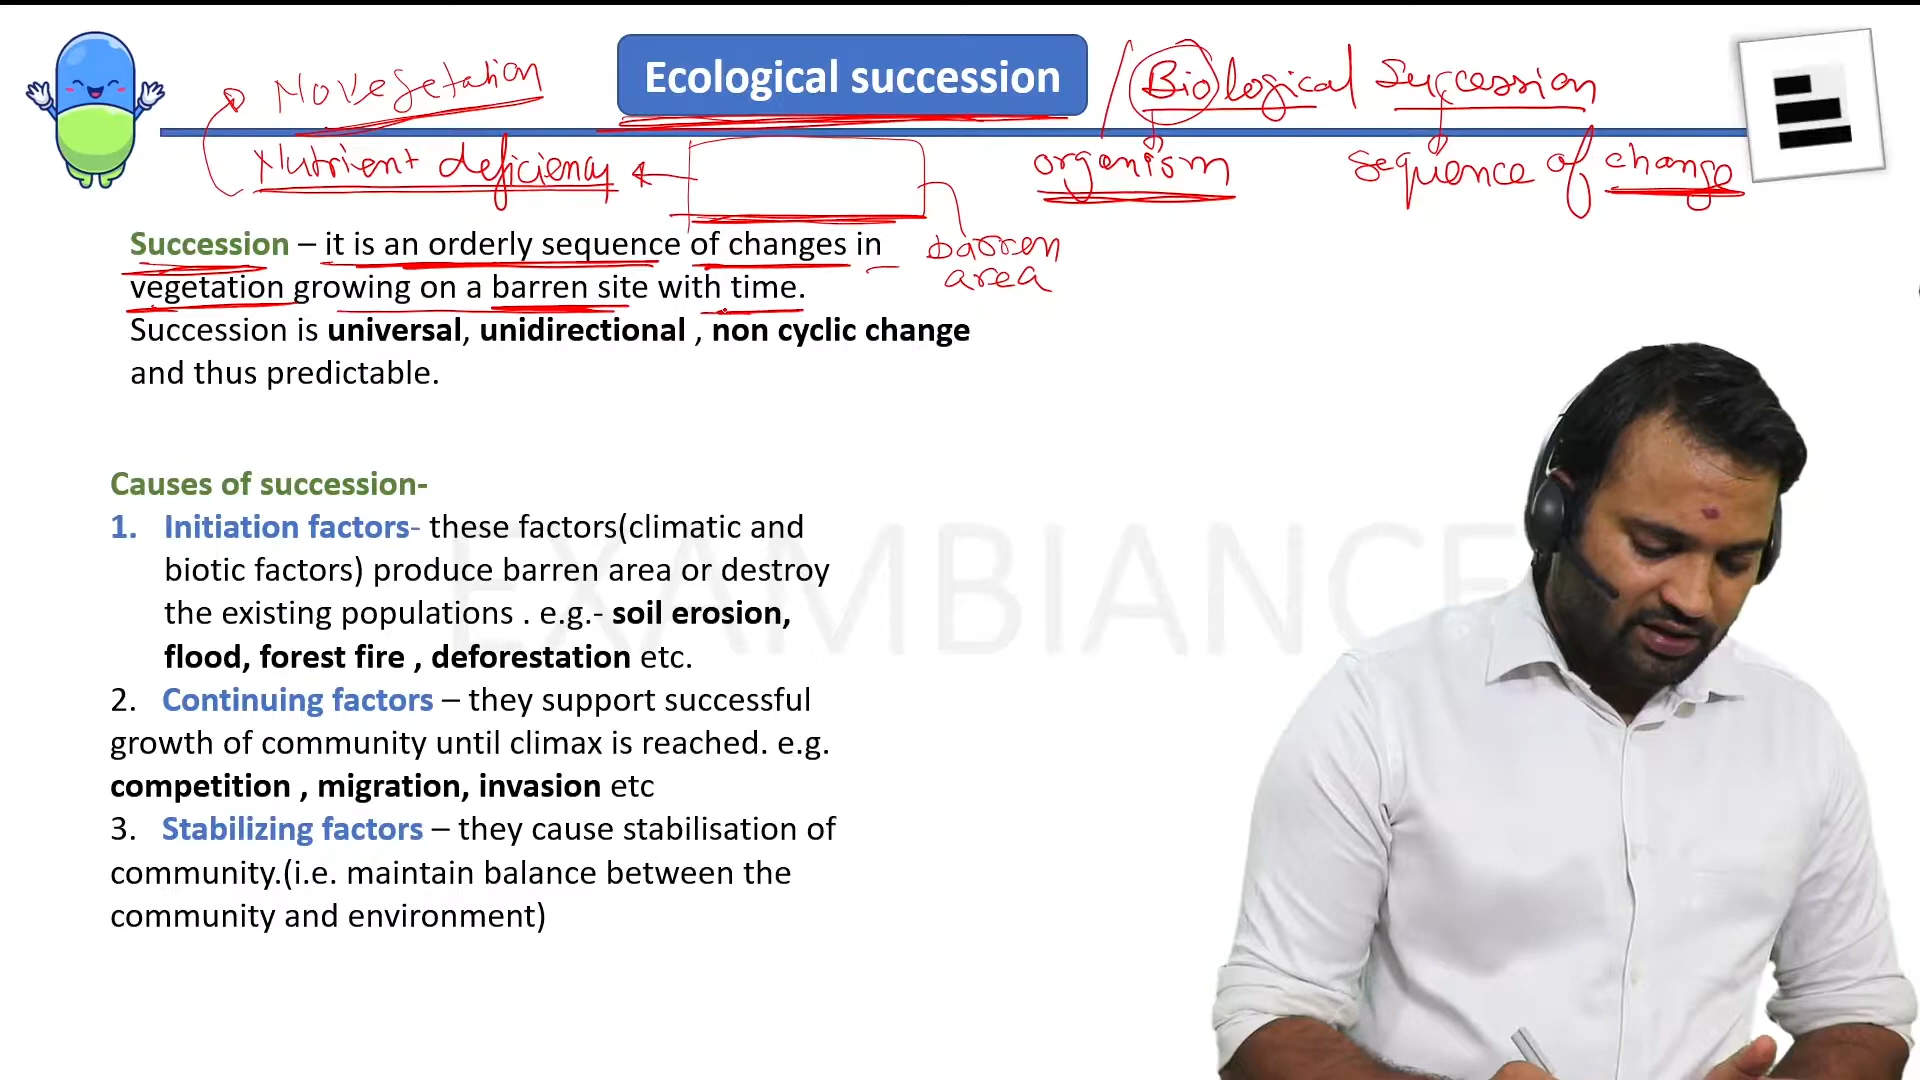 No vegetation
Ecological succession
/ Biological Succession
Nutrient deficiency
organism
sequence of change
barren
area
Succession – it is an orderly sequence of changes in
vegetation growing on a barren site with time.
Succession is universal, unidirectional , non cyclic change
and thus predictable.
Causes of succession-
1. Initiation factors- these factors(climatic and
biotic factors) produce barren area or destroy
the existing populations . e.g.- soil erosion,
flood, forest fire , deforestation etc.
2. Continuing factors – they support successful
growth of community until climax is reached. e.g.
competition , migration, invasion etc
3. Stabilizing factors – they cause stabilisation of
community.(i.e. maintain balance between the
community and environment)
EXAMBIANCE